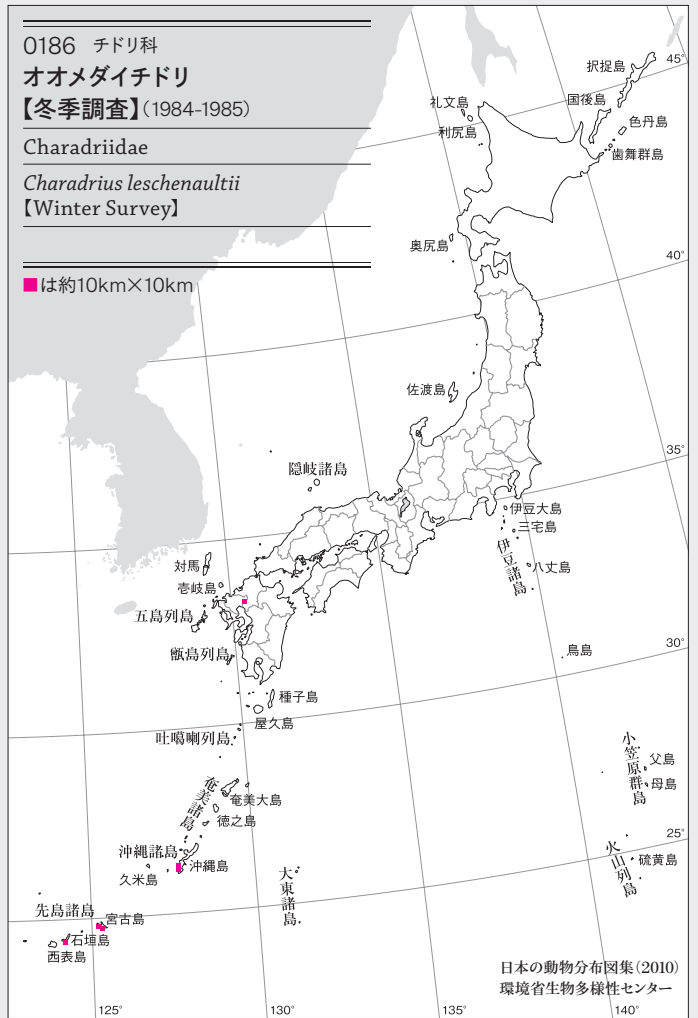 0186 チドリ科
オオメダイチドリ
【冬季調査】(1984-1985)
Charadriidae
Charadrius leschenaultii
【Winter Survey】
■は約10km×10km
択捉島
国後島
色丹島
歯舞群島
礼文島
利尻島
奥尻島
佐渡島
隠岐諸島
対馬
壱岐島
五島列島
甑島列島
種子島
屋久島
吐噶喇列島
奄美諸島
奄美大島
徳之島
沖縄諸島
沖縄島
久米島
先島諸島
宮古島
石垣島
西表島
大東諸島
伊豆大島
三宅島
伊豆諸島
八丈島
鳥島
小笠原群島
父島
母島
火山列島
硫黄島
45°
40°
35°
30°
25°
125°
130°
135°
140°
日本の動物分布図集(2010)
環境省生物多様性センター